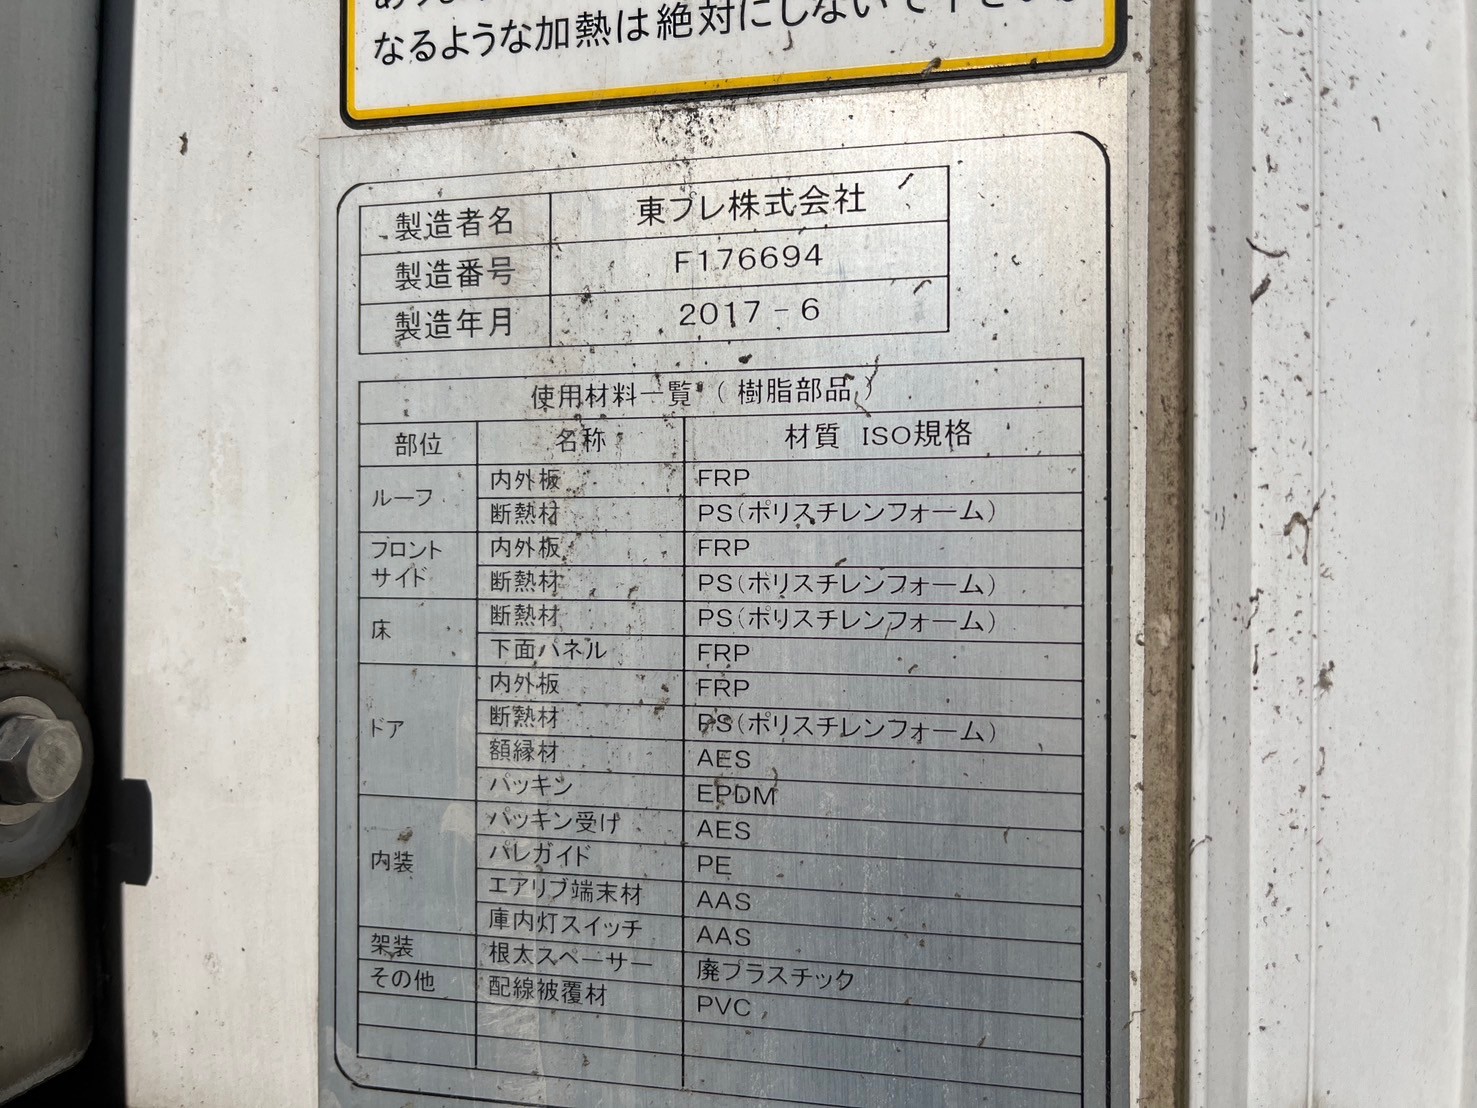 なるような加熱は絶対にしないで下さい
製造者名 東プレ株式会社
製造番号 F176694
製造年月 2017-6
使用材料一覧(樹脂部品)
部位 名称 材質 ISO規格
ルーフ 内外板 FRP
断熱材 PS(ポリスチレンフォーム)
フロント サイド 内外板 FRP
断熱材 PS(ポリスチレンフォーム)
床 断熱材 PS(ポリスチレンフォーム)
下面パネル FRP
ドア 内外板 FRP
断熱材 PS(ポリスチレンフォーム)
額縁材 AES
パッキン EPDM
内装 パッキン受け AES
パレガイド PE
エアリブ端末材 AAS
庫内灯スイッチ AAS
架装 根太スペーサー 廃プラスチック
その他 配線被覆材 PVC